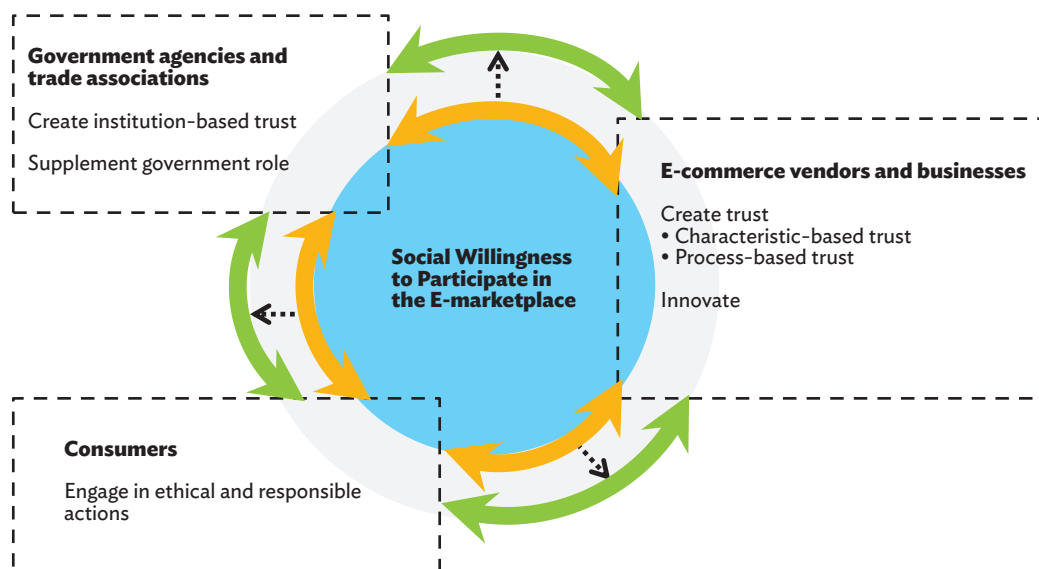 Government agencies and
trade associations
Create institution-based trust
Supplement government role
E-commerce vendors and businesses
Create trust
• Characteristic-based trust
• Process-based trust
Innovate
Social Willingness
to Participate in
the E-marketplace
Consumers
Engage in ethical and responsible
actions